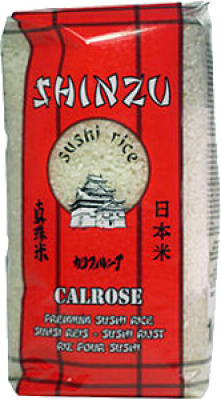 SHINZU
sushi rice
真珠米
日本米
カリフォルニア
CALROSE
PREMIUM SUSHI RICE
SUSHI REIS - SUSHI RIJST
RIZ POUR SUSHI